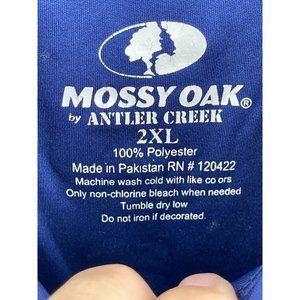 MOSSY OAK®
by ANTLER CREEK
2XL
100% Polyester
Made in Pakistan RN # 120422
Machine wash cold with like co ors
Only non-chlorine bleach when needed
Tumble dry low
Do not iron if decorated.